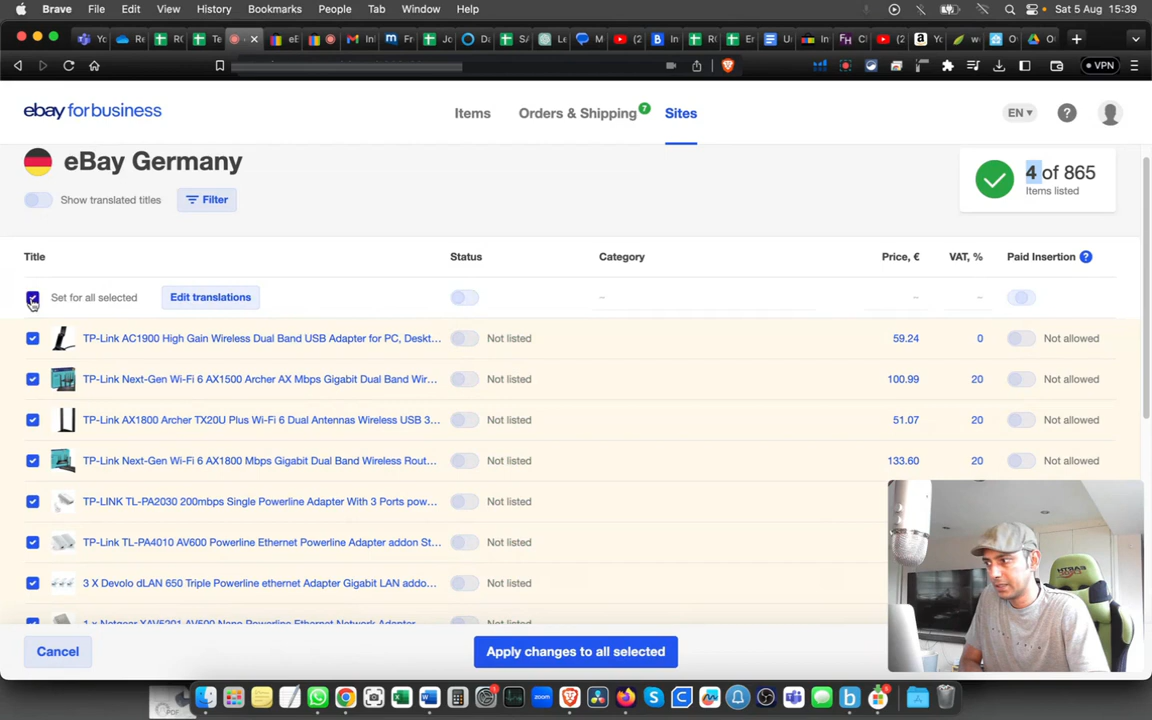 Brave File Edit View History Bookmarks People Tab Window Help Sat 5 Aug 15:39
VPN
ebay for business Items Orders & Shipping 7 Sites EN
eBay Germany
4 of 865
Items listed
Show translated titles Filter
Title Status Category Price, € VAT, % Paid Insertion ?
Set for all selected Edit translations – – –
TP-Link AC1900 High Gain Wireless Dual Band USB Adapter for PC, Deskt... Not listed 59.24 0 Not allowed
TP-Link Next-Gen Wi-Fi 6 AX1500 Archer AX Mbps Gigabit Dual Band Wir... Not listed 100.99 20 Not allowed
TP-Link AX1800 Archer TX20U Plus Wi-Fi 6 Dual Antennas Wireless USB 3... Not listed 51.07 20 Not allowed
TP-Link Next-Gen Wi-Fi 6 AX1800 Mbps Gigabit Dual Band Wireless Rout... Not listed 133.60 20 Not allowed
TP-LINK TL-PA2030 200mbps Single Powerline Adapter With 3 Ports pow... Not listed
TP-Link TL-PA4010 AV600 Powerline Ethernet Powerline Adapter addon St... Not listed
3 X Devolo dLAN 650 Triple Powerline ethernet Adapter Gigabit LAN addo... Not listed
1 x Netgear XAV5201 AV500 Nano Powerline Ethernet Network Adapter
Cancel Apply changes to all selected